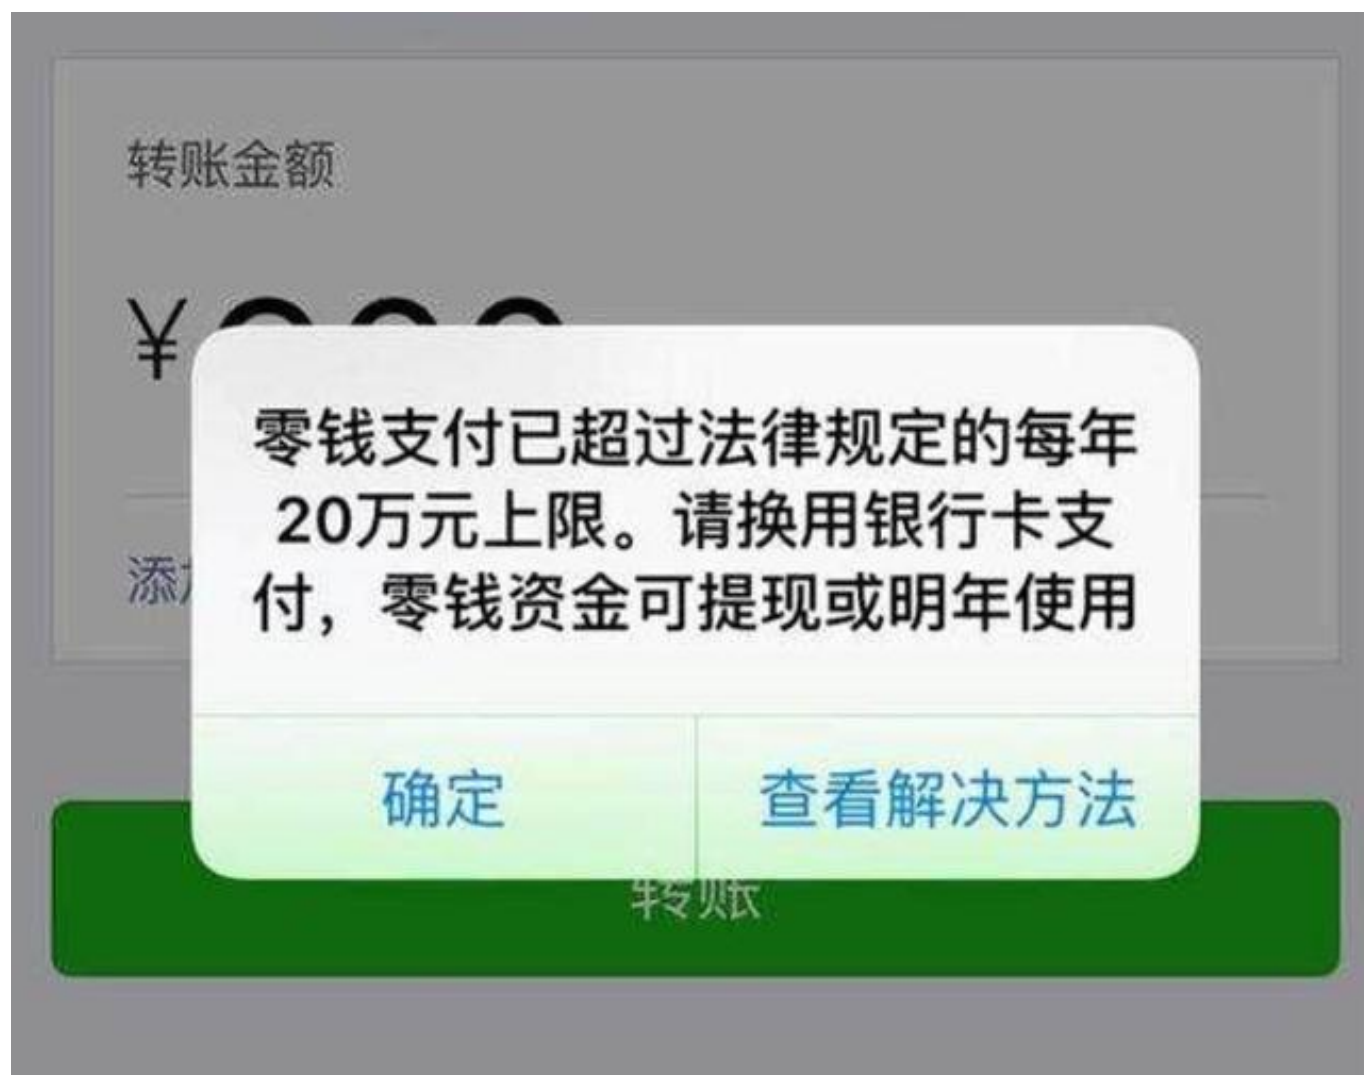 转账金额
¥
零钱支付已超过法律规定的每年
20万元上限。请换用银行卡支
付，零钱资金可提现或明年使用
添
确定
查看解决方法
转账